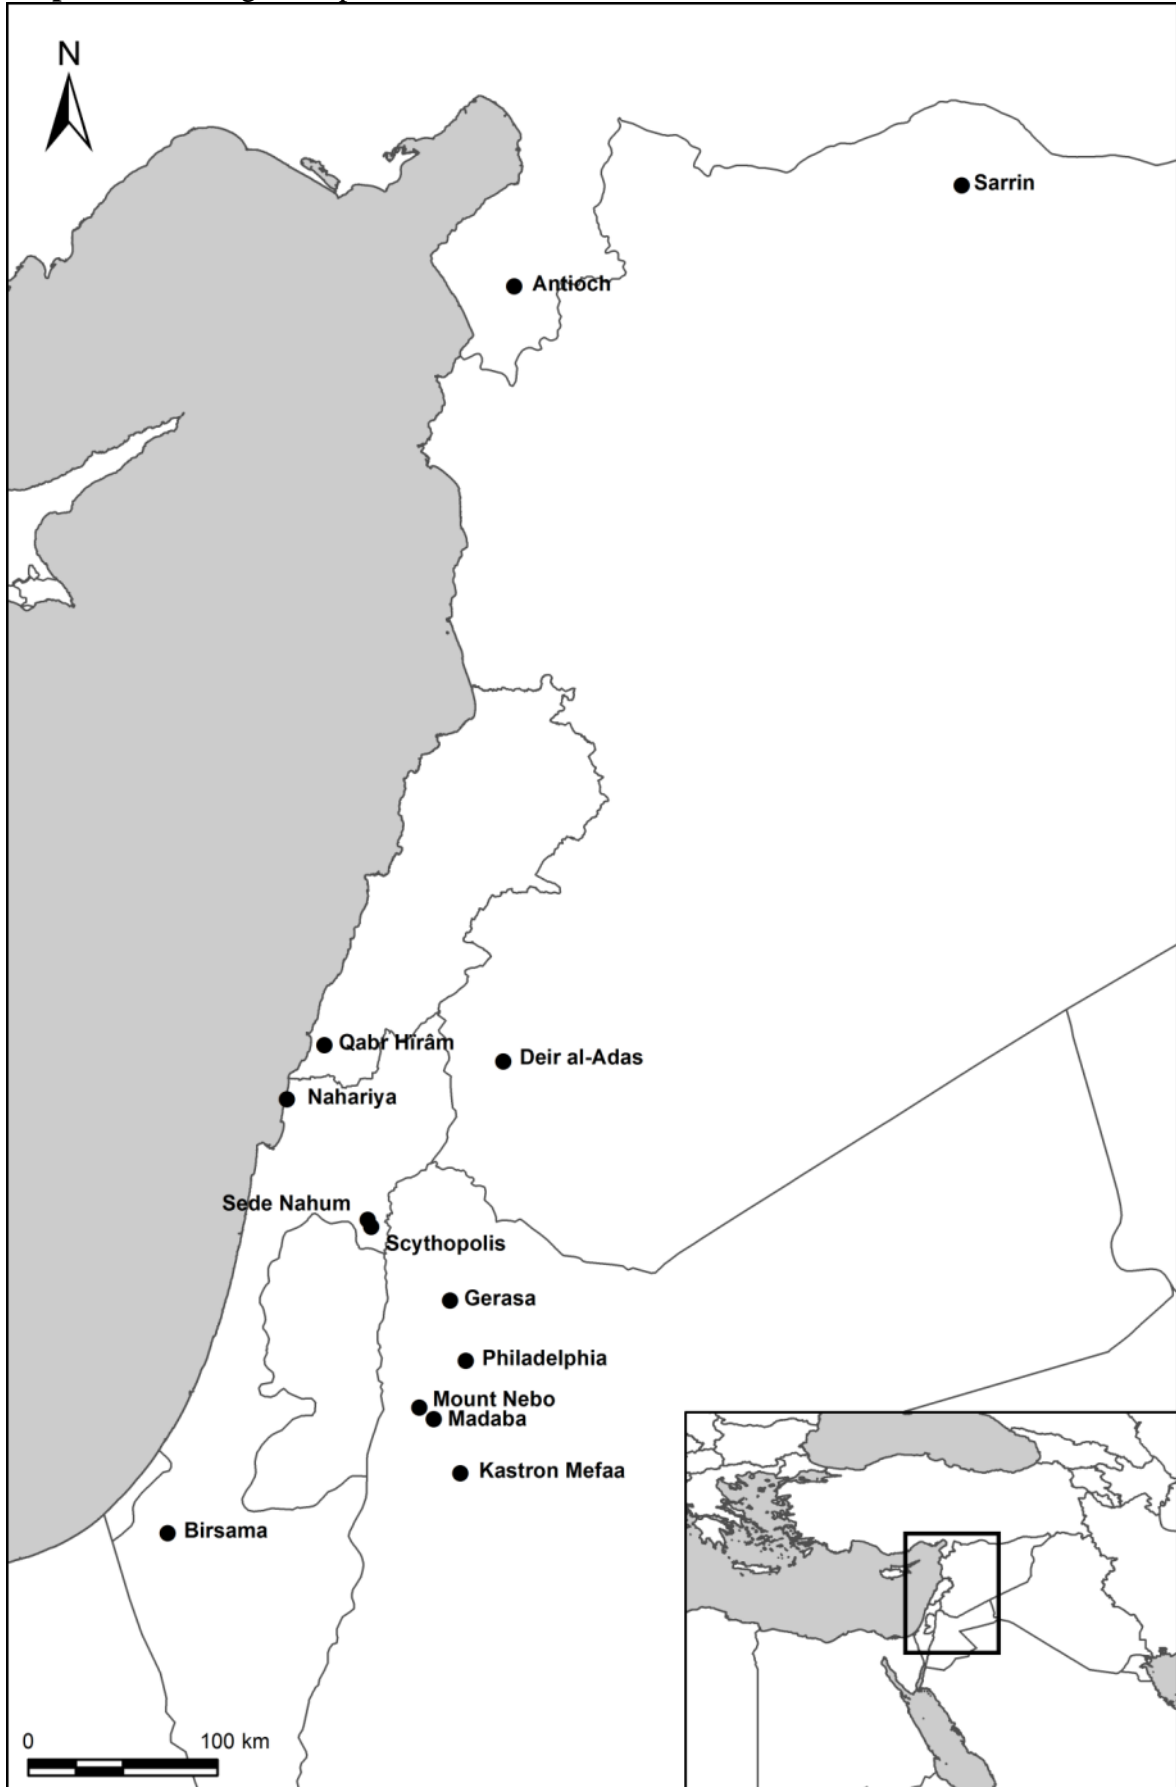 N
Sarrin
Antioch
Qabr Hîrâm
Deir al-Adas
Nahariya
Sede Nahum
Scythopolis
Gerasa
Philadelphia
Mount Nebo
Madaba
Kastron Mefaa
Birsama
0 100 km